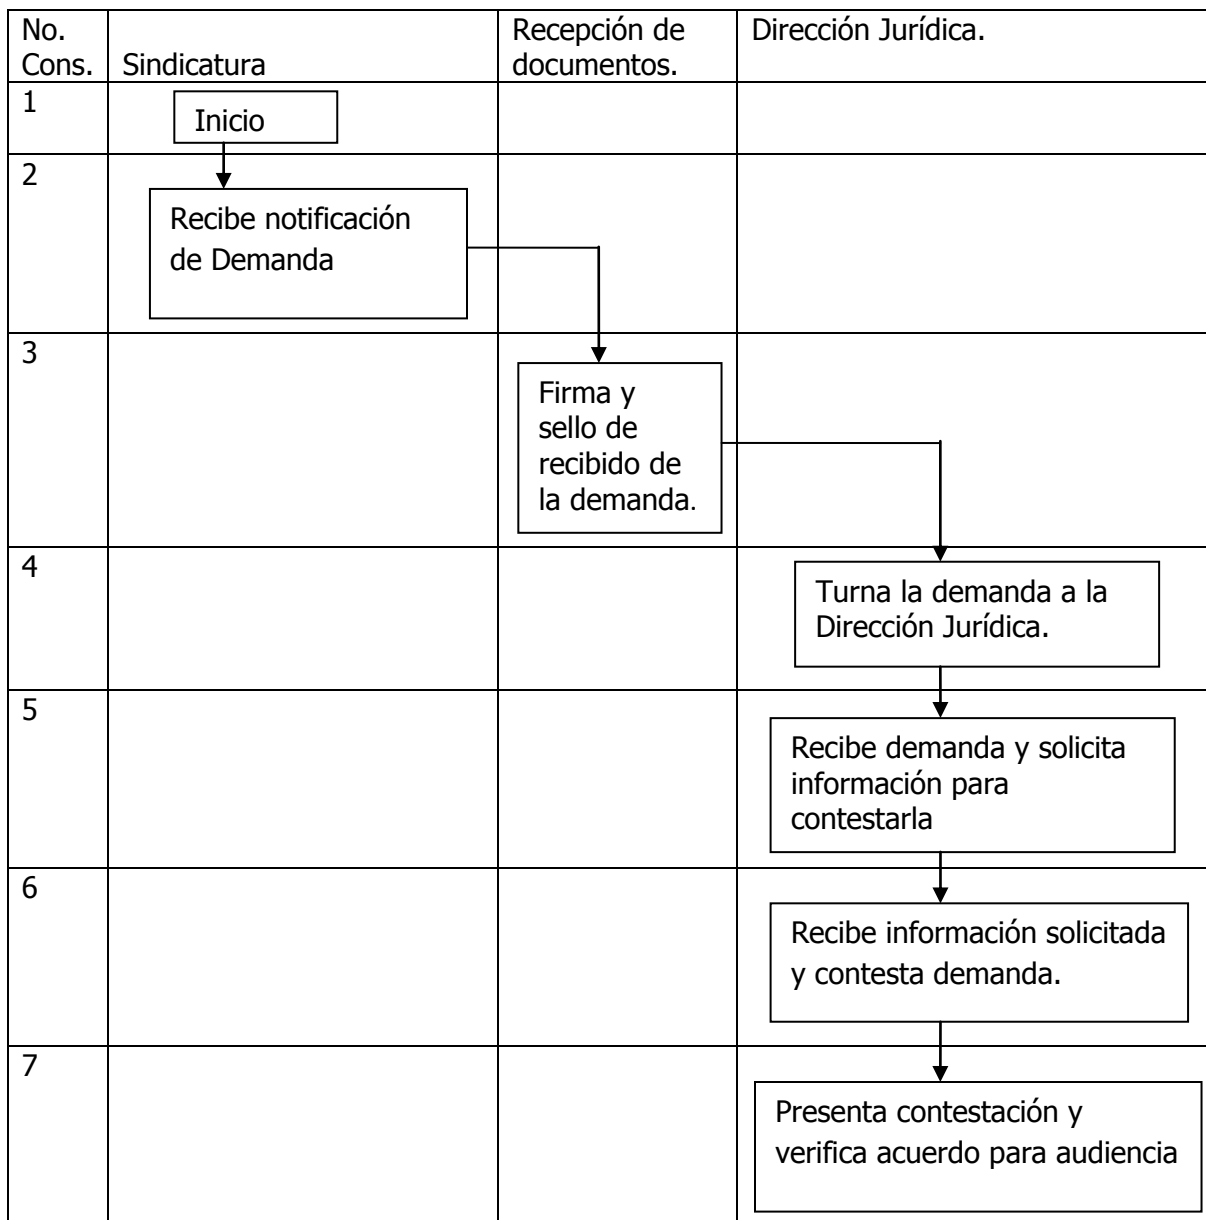 No.
Cons.
Sindicatura
Recepción de
documentos.
Dirección Jurídica.
1
Inicio
2
Recibe notificación
de Demanda
3
Firma y
sello de
recibido de
la demanda.
4
Turna la demanda a la
Dirección Jurídica.
5
Recibe demanda y solicita
información para
contestarla
6
Recibe información solicitada
y contesta demanda.
7
Presenta contestación y
verifica acuerdo para audiencia